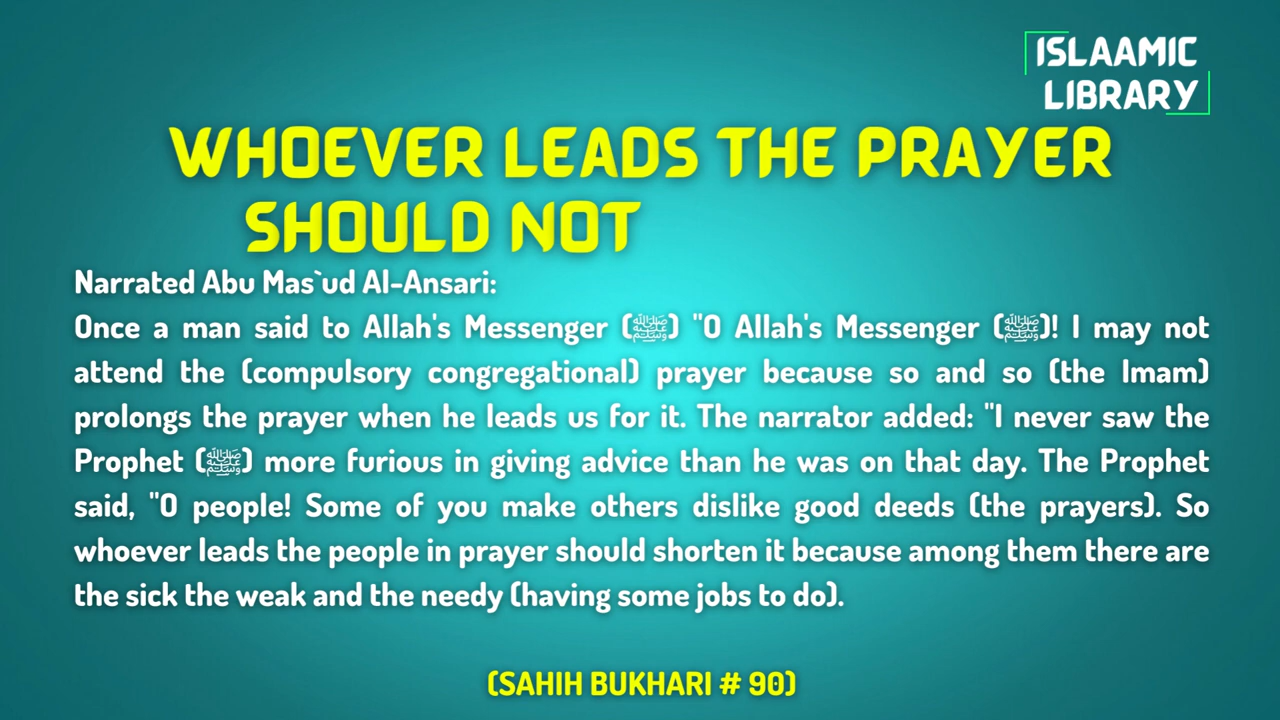 ISLAAMIC
LIBRARY
WHOEVER LEADS THE PRAYER
SHOULD NOT
Narrated Abu Mas`ud Al-Ansari:
Once a man said to Allah's Messenger (ﷺ) "O Allah's Messenger (ﷺ)! I may not
attend the (compulsory congregational) prayer because so and so (the Imam)
prolongs the prayer when he leads us for it. The narrator added: "I never saw the
Prophet (ﷺ) more furious in giving advice than he was on that day. The Prophet
said, "O people! Some of you make others dislike good deeds (the prayers). So
whoever leads the people in prayer should shorten it because among them there are
the sick the weak and the needy (having some jobs to do).
(SAHIH BUKHARI # 90)